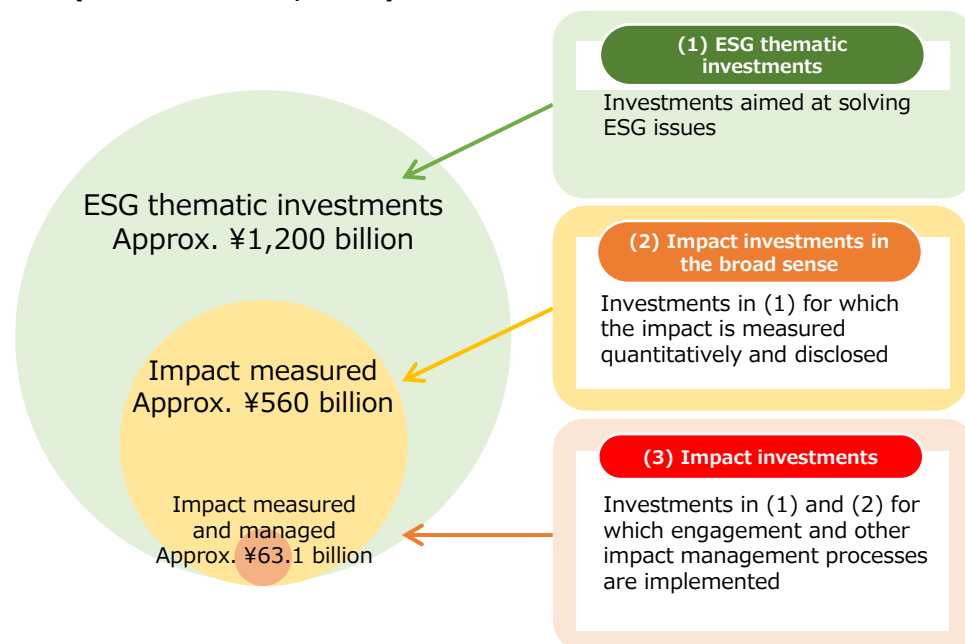 (1) ESG thematic
investments
Investments aimed at solving
ESG issues
ESG thematic investments
Approx. ¥1,200 billion
(2) Impact investments in
the broad sense
Investments in (1) for which
the impact is measured
quantitatively and disclosed
Impact measured
Approx. ¥560 billion
(3) Impact investments
Investments in (1) and (2) for
which engagement and other
impact management processes
are implemented
Impact measured
and managed
Approx. ¥63.1 billion